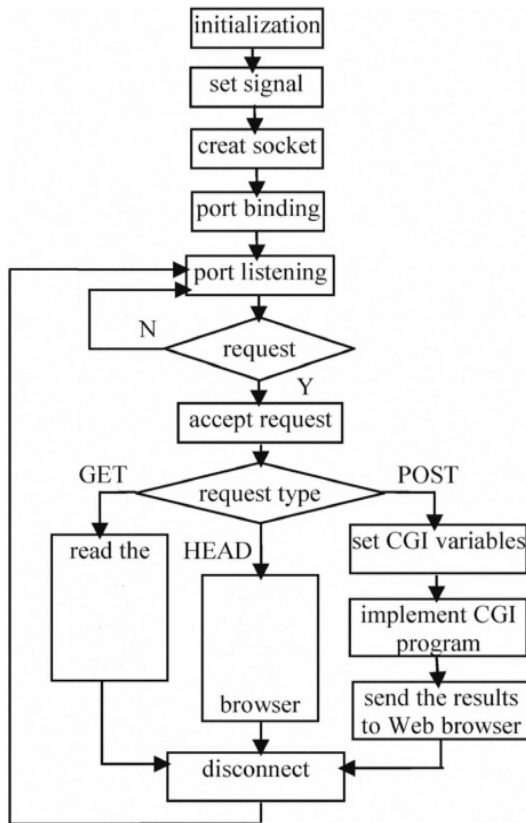 initialization
set signal
creat socket
port binding
port listening
N
request
Y
accept request
GET
request type
POST
read the
HEAD
set CGI variables
implement CGI
program
browser
send the results
to Web browser
disconnect